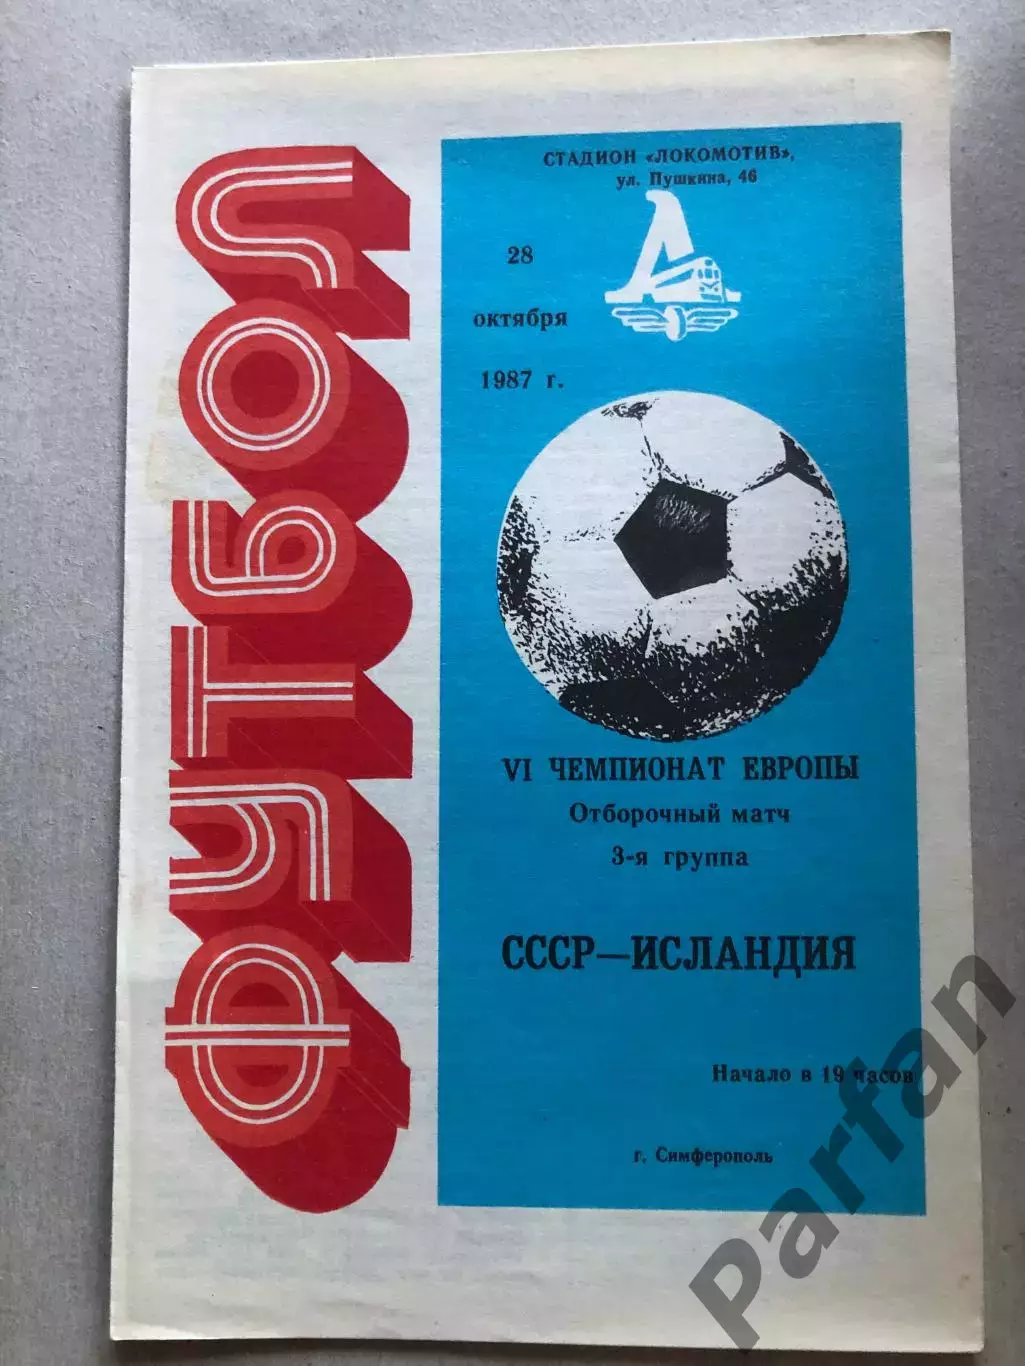 ФУТБОЛ
СТАДИОН «ЛОКОМОТИВ»,
ул. Пушкина, 46
28
октября
1987 г.
VI ЧЕМПИОНАТ ЕВРОПЫ
Отборочный матч
3-я группа
СССР—ИСЛАНДИЯ
Начало в 19 часов
г. Симферополь
Parfan